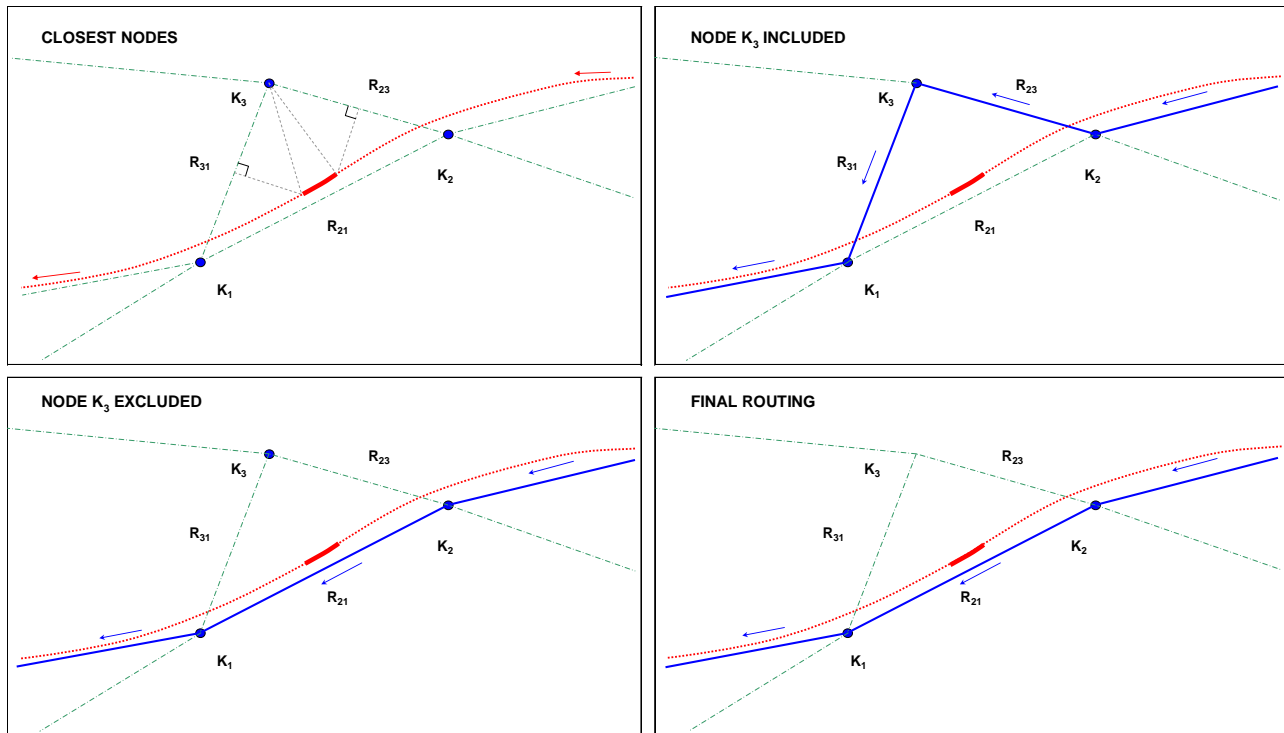 CLOSEST NODES
K3
R23
R31
K2
R21
K1
NODE K3 INCLUDED
K3
R23
R31
K2
R21
K1
NODE K3 EXCLUDED
K3
R23
R31
K2
R21
K1
FINAL ROUTING
K3
R23
R31
K2
R21
K1